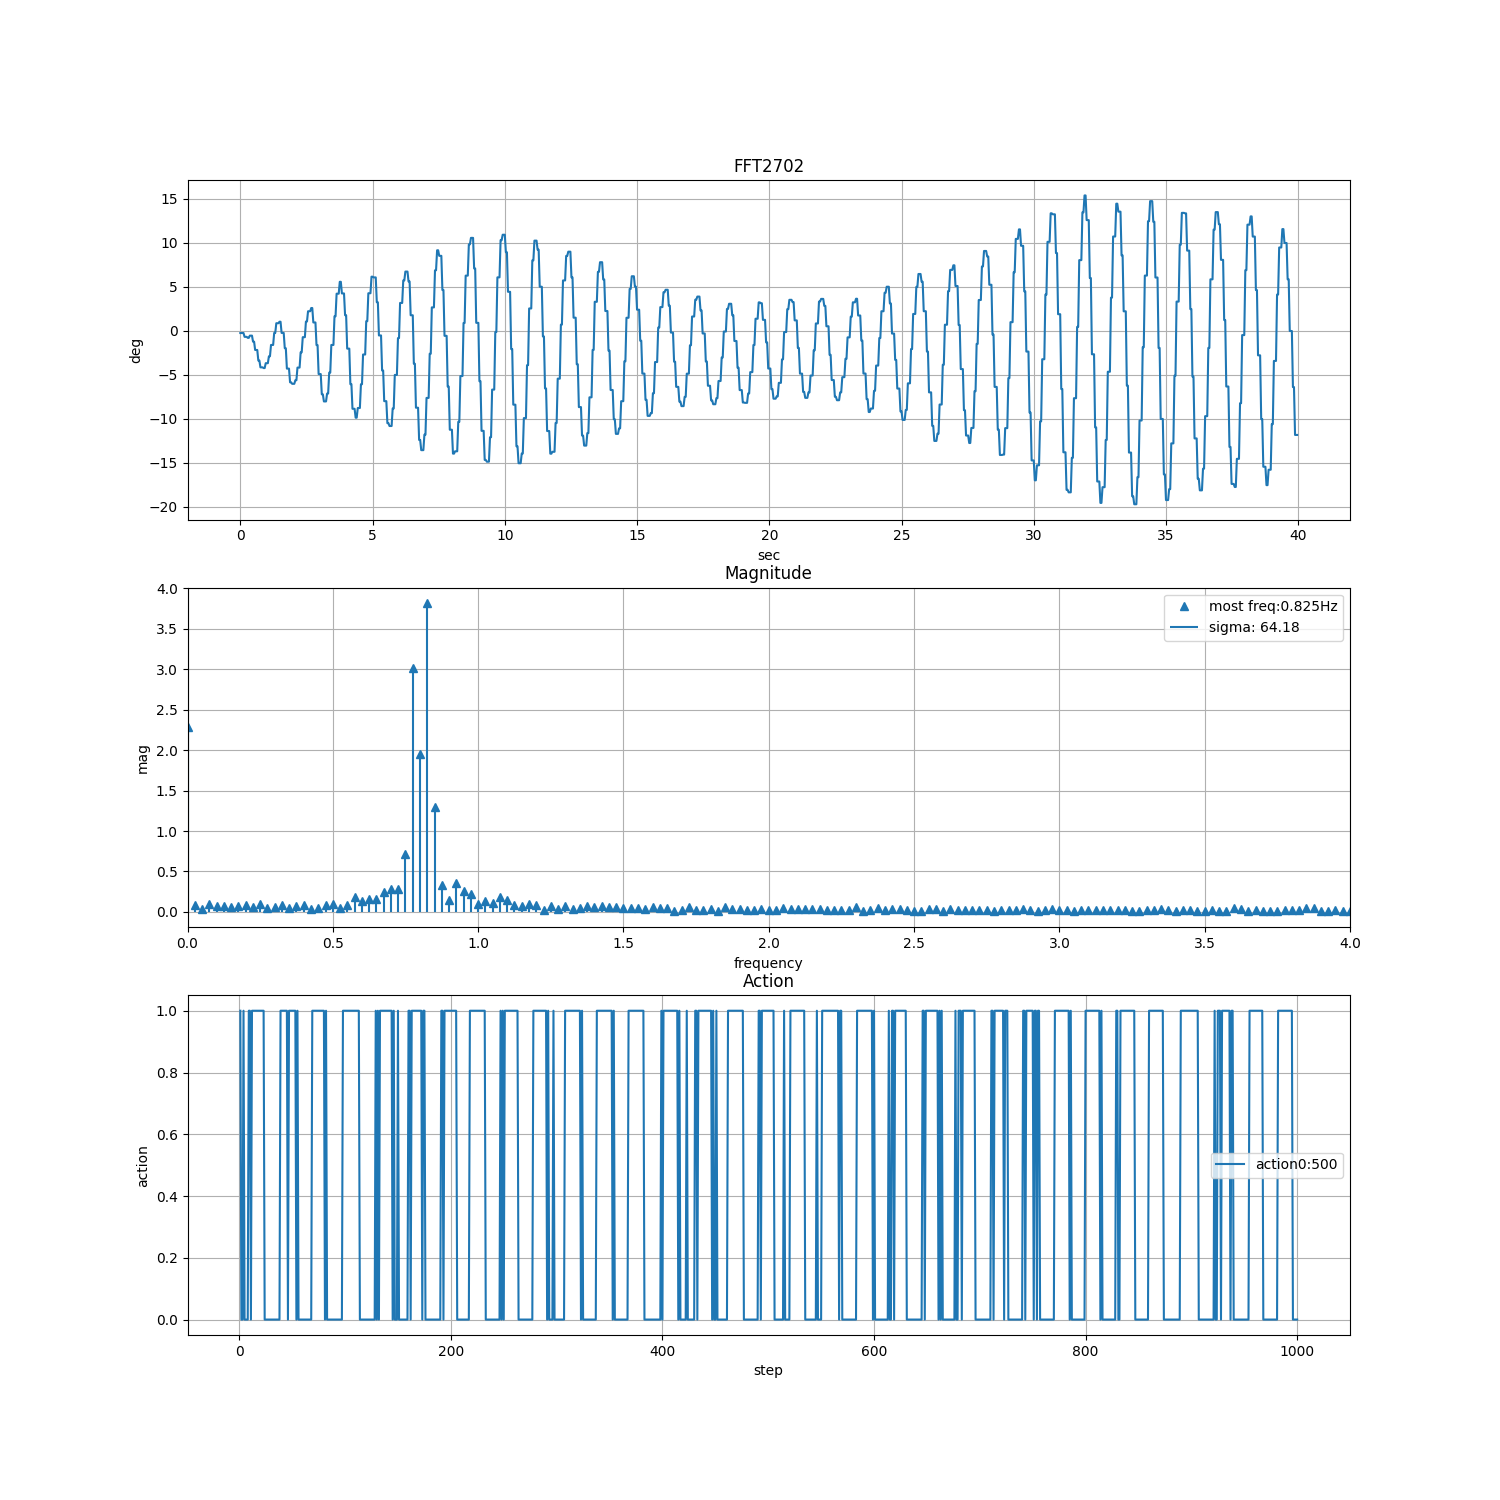 FFT2702
15
10
5
0
−5
−10
−15
−20
deg
0 5 10 15 20 25 30 35 40
sec
Magnitude
4.0
3.5
3.0
2.5
2.0
1.5
1.0
0.5
0.0
mag
most freq:0.825Hz
sigma: 64.18
0.0 0.5 1.0 1.5 2.0 2.5 3.0 3.5 4.0
frequency
Action
1.0
0.8
0.6
0.4
0.2
0.0
action
action0:500
0 200 400 600 800 1000
step